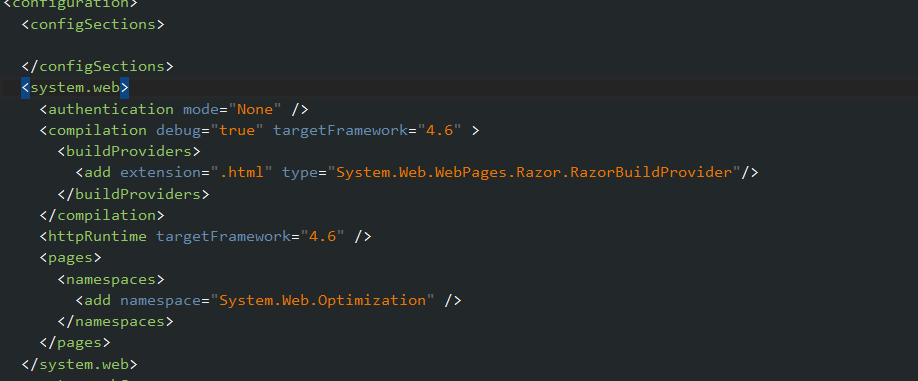 <configuration>
<configSections>
</configSections>
<system.web>
<authentication mode="None" />
<compilation debug="true" targetFramework="4.6" >
<buildProviders>
<add extension=".html" type="System.Web.WebPages.Razor.RazorBuildProvider"/>
</buildProviders>
</compilation>
<httpRuntime targetFramework="4.6" />
<pages>
<namespaces>
<add namespace="System.Web.Optimization" />
</namespaces>
</pages>
</system.web>